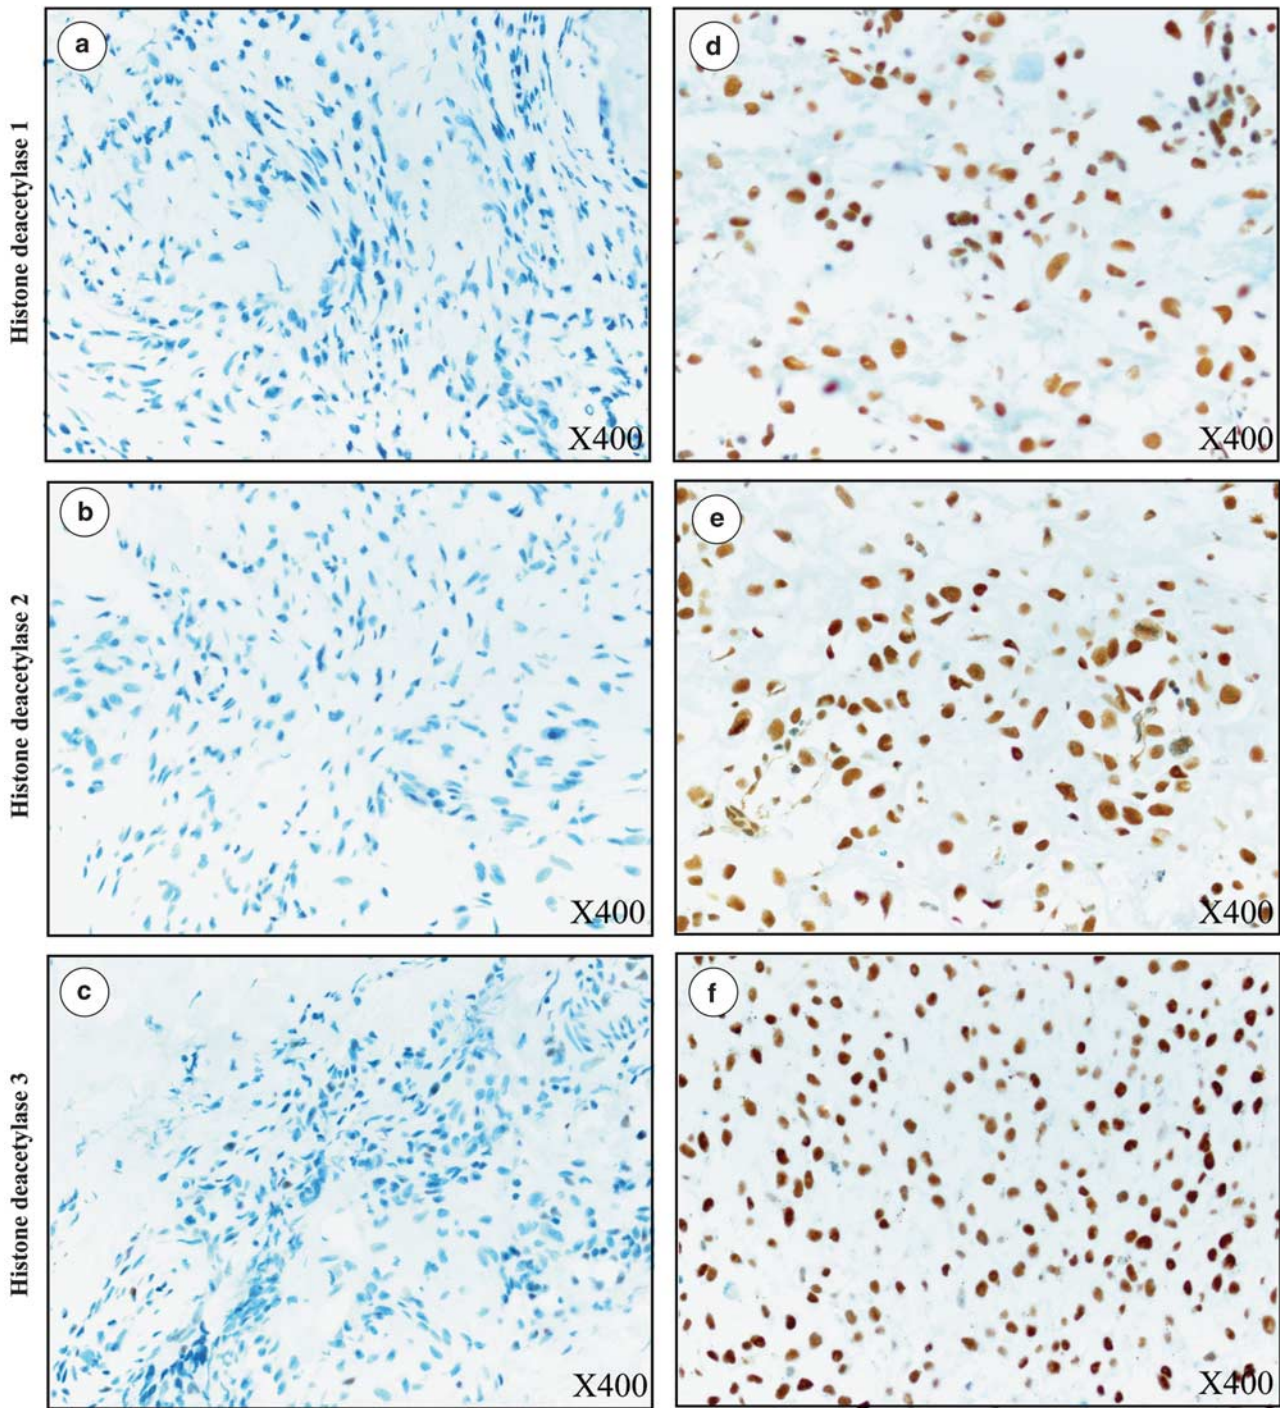 Histone deacetylase 1
a
X400
d
X400
Histone deacetylase 2
b
X400
e
X400
Histone deacetylase 3
c
X400
f
X400